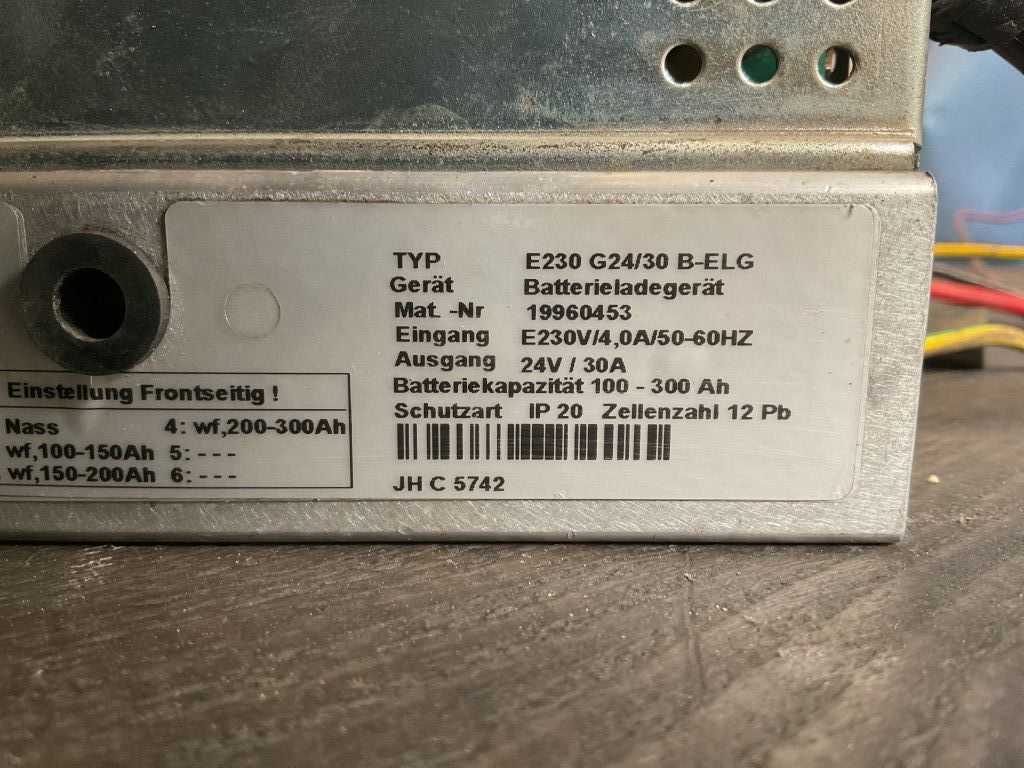 TYP E230 G24/30 B-ELG
Gerät Batterieladegerät
Mat. -Nr 19960453
Eingang E230V/4,0A/50-60HZ
Ausgang 24V / 30A
Batteriekapazität 100 - 300 Ah
Schutzart IP 20 Zellenzahl 12 Pb
JH C 5742
Einstellung Frontseitig !
Nass 4: wf,200-300Ah
wf,100-150Ah 5: - - -
wf,150-200Ah 6: - - -